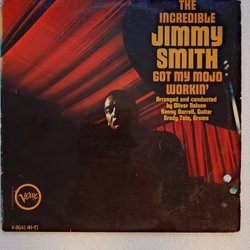 THE
INCREDIBLE
JIMMY
SMITH
GOT MY MOJO
WORKIN'
Arranged and conducted
by Oliver Nelson
Kenny Burrell, Guitar
Grady Tate, Drums
Verve